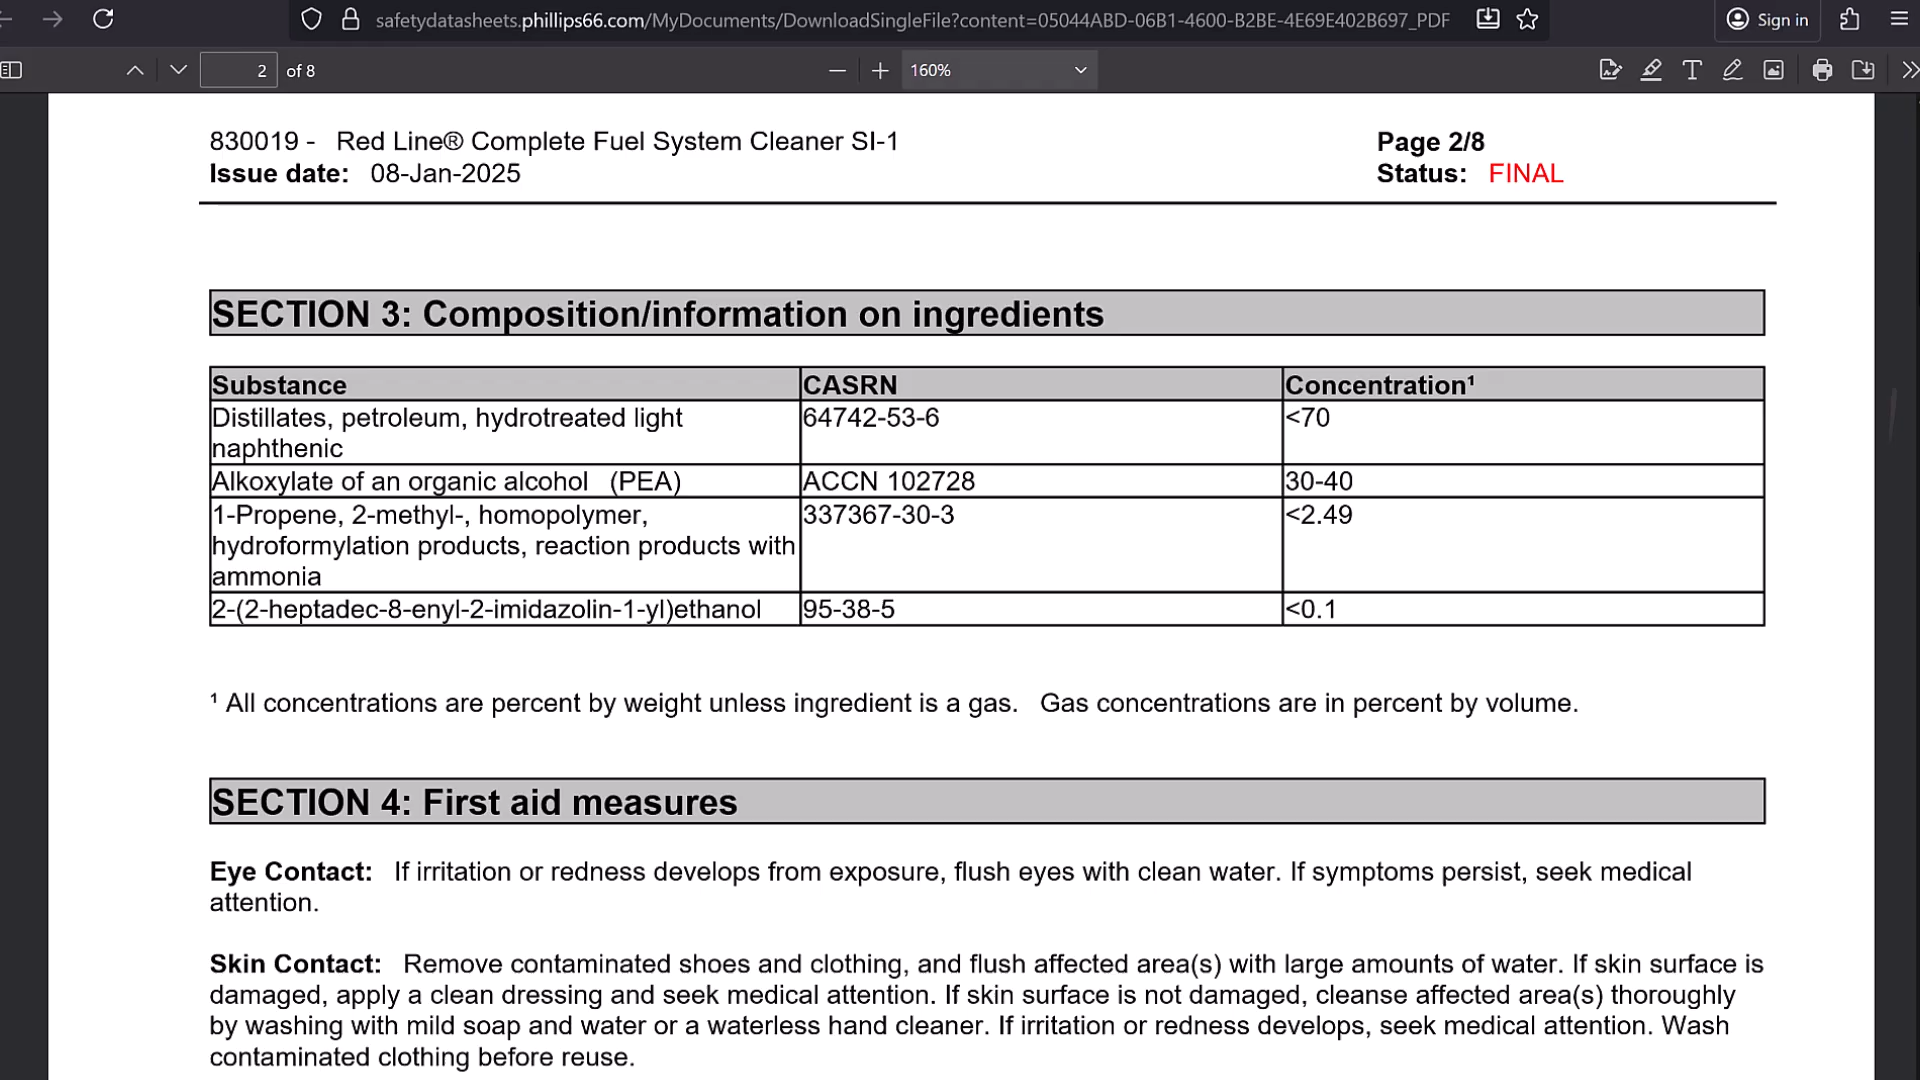 safetydatasheets.phillips66.com/MyDocuments/DownloadSingleFile?content=05044ABD-06B1-4600-B2BE-4E69E402B697_PDF
Sign in
2 of 8
160%
830019 - Red Line® Complete Fuel System Cleaner SI-1
Page 2/8
Issue date: 08-Jan-2025
Status: FINAL
SECTION 3: Composition/information on ingredients
Substance CASRN Concentration¹
Distillates, petroleum, hydrotreated light 64742-53-6 <70
naphthenic
Alkoxylate of an organic alcohol (PEA) ACCN 102728 30-40
1-Propene, 2-methyl-, homopolymer, 337367-30-3 <2.49
hydroformylation products, reaction products with
ammonia
2-(2-heptadec-8-enyl-2-imidazolin-1-yl)ethanol 95-38-5 <0.1
¹ All concentrations are percent by weight unless ingredient is a gas. Gas concentrations are in percent by volume.
SECTION 4: First aid measures
Eye Contact: If irritation or redness develops from exposure, flush eyes with clean water. If symptoms persist, seek medical
attention.
Skin Contact: Remove contaminated shoes and clothing, and flush affected area(s) with large amounts of water. If skin surface is
damaged, apply a clean dressing and seek medical attention. If skin surface is not damaged, cleanse affected area(s) thoroughly
by washing with mild soap and water or a waterless hand cleaner. If irritation or redness develops, seek medical attention. Wash
contaminated clothing before reuse.